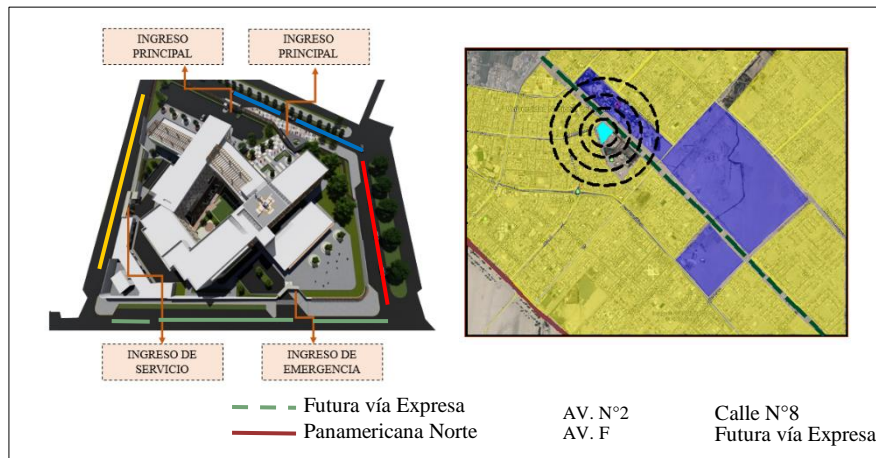 INGRESO
PRINCIPAL
INGRESO
PRINCIPAL
INGRESO DE
SERVICIO
INGRESO DE
EMERGENCIA
Futura vía Expresa
Panamericana Norte
AV. N°2
AV. F
Calle N°8
Futura vía Expresa